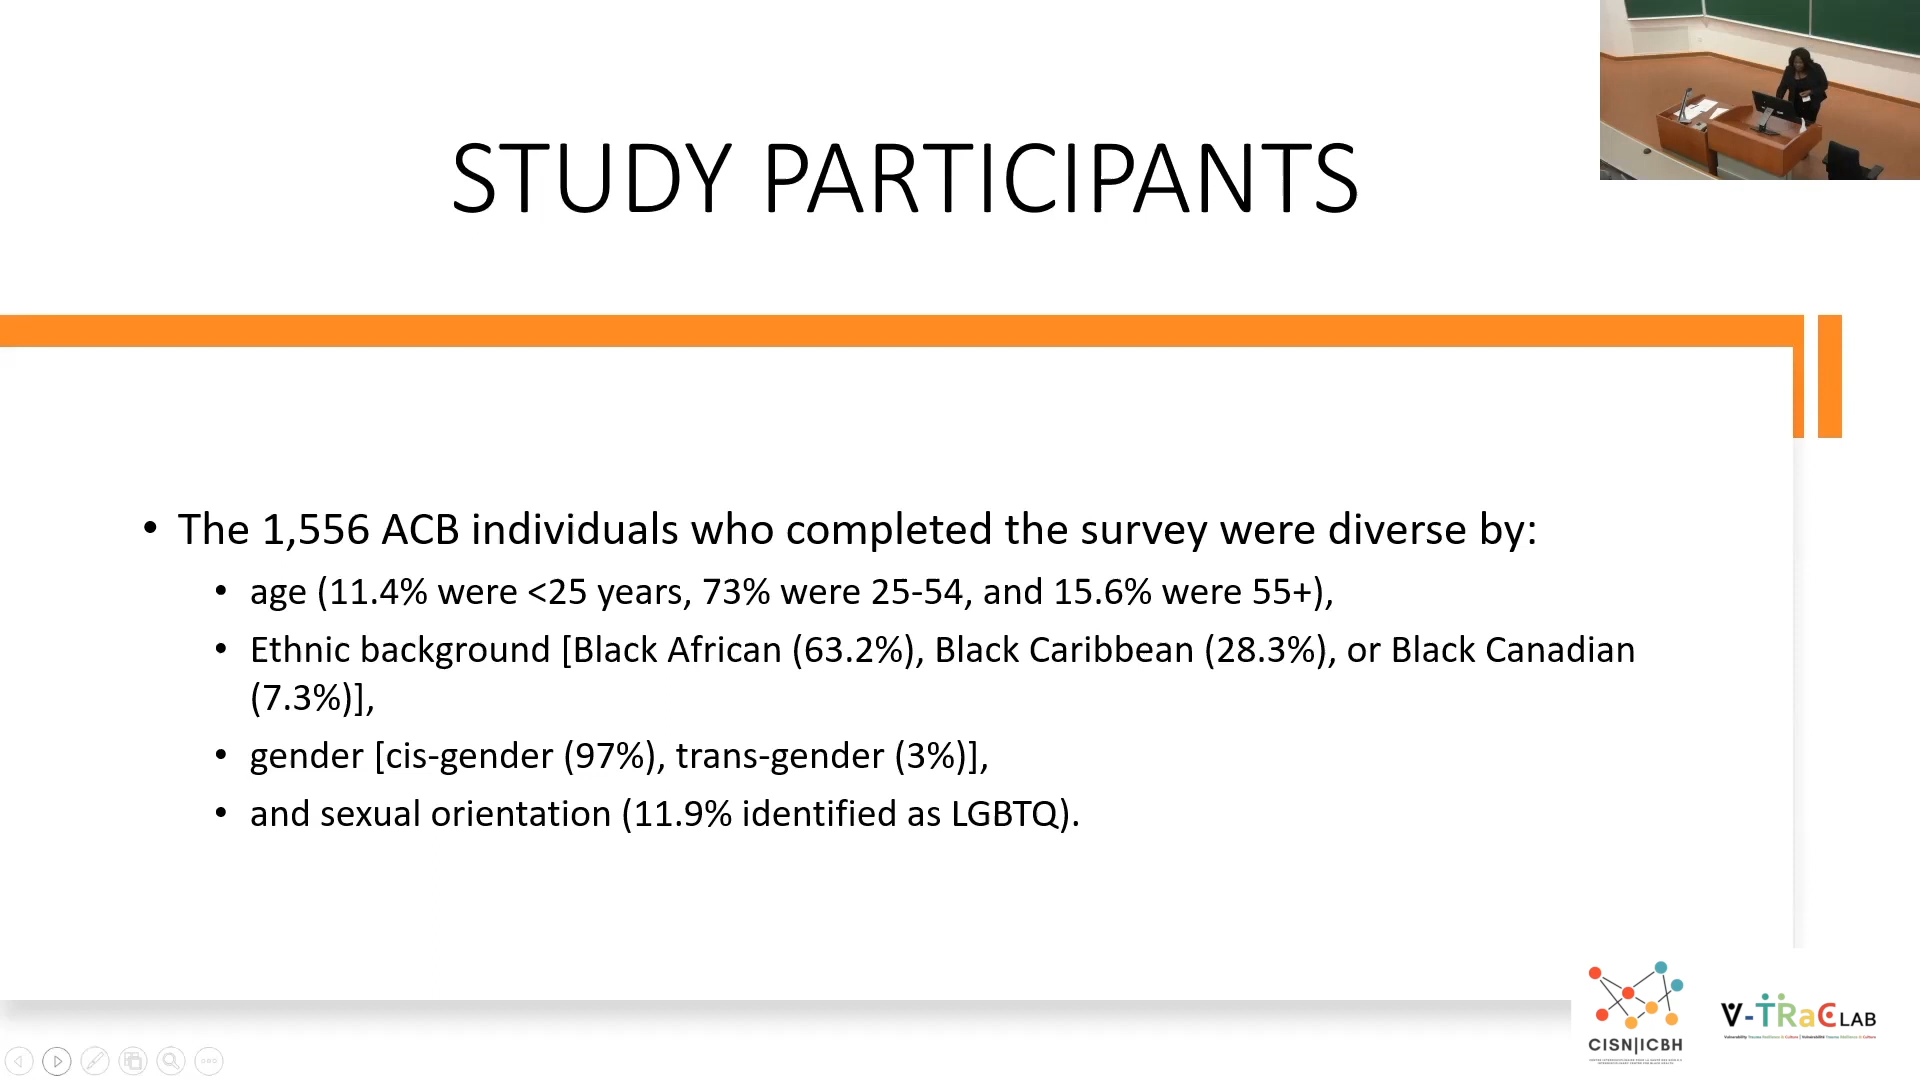 STUDY PARTICIPANTS
• The 1,556 ACB individuals who completed the survey were diverse by:
• age (11.4% were <25 years, 73% were 25-54, and 15.6% were 55+),
• Ethnic background [Black African (63.2%), Black Caribbean (28.3%), or Black Canadian
(7.3%)],
• gender [cis-gender (97%), trans-gender (3%)],
• and sexual orientation (11.9% identified as LGBTQ).
CISN|ICBH
V-TRaC LAB